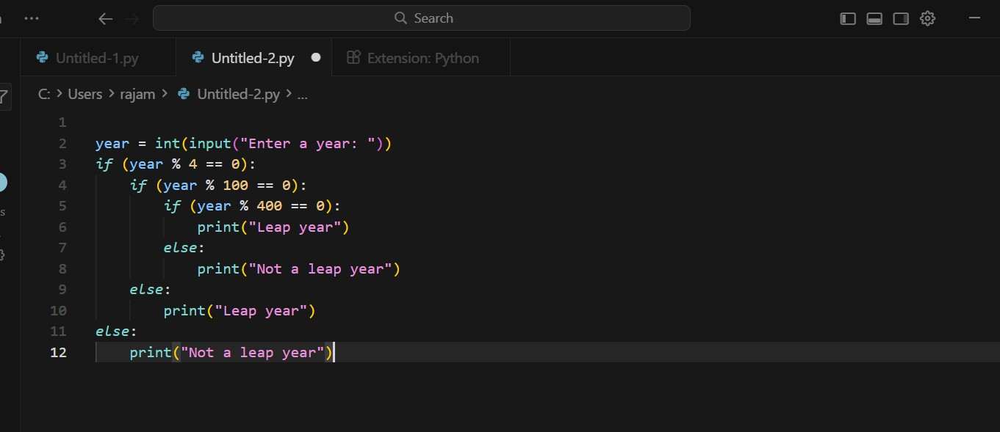 Search
Untitled-1.py
Untitled-2.py
Extension: Python
C: > Users > rajam > Untitled-2.py > ...
1
2 year = int(input("Enter a year: "))
3 if (year % 4 == 0):
4     if (year % 100 == 0):
5         if (year % 400 == 0):
6             print("Leap year")
7         else:
8             print("Not a leap year")
9     else:
10         print("Leap year")
11 else:
12     print("Not a leap year")
s